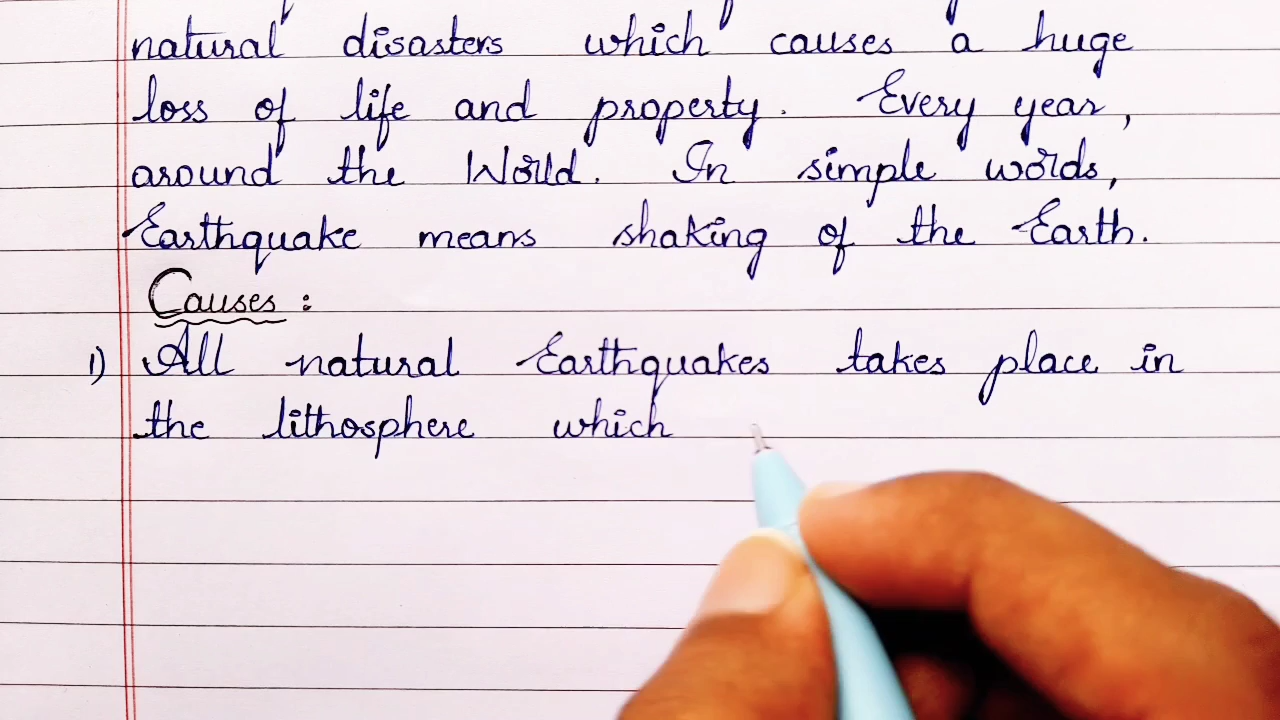 natural disasters which causes a huge
loss of life and property. Every year,
around the World. In simple words,
Earthquake means shaking of the Earth.
Causes :
1) All natural Earthquakes takes place in
the lithosphere which